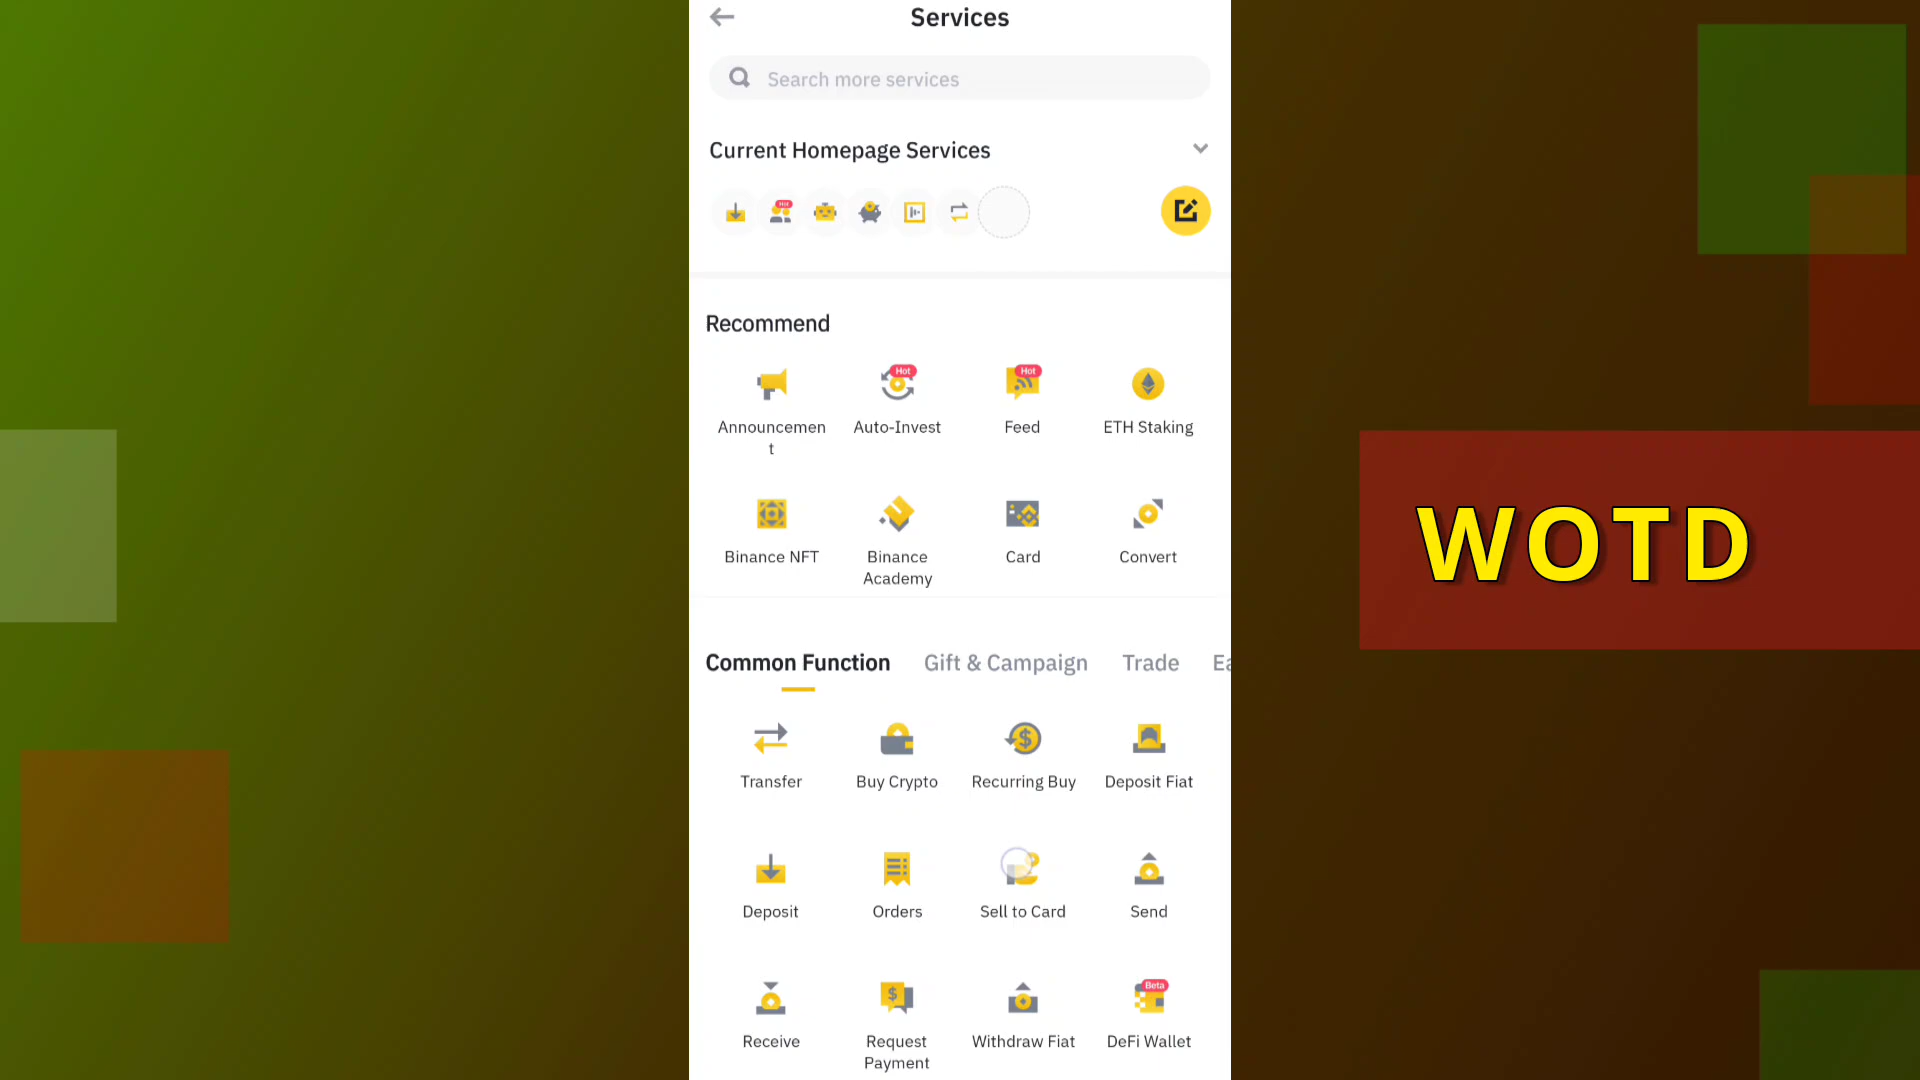 Services
Search more services
Current Homepage Services
Hot
Recommend
Hot
Hot
Announcemen
t
Auto-Invest
Feed
ETH Staking
Binance NFT
Binance
Academy
Card
Convert
WOTD
Common Function
Gift & Campaign
Trade
Ea
Transfer
Buy Crypto
Recurring Buy
Deposit Fiat
Deposit
Orders
Sell to Card
Send
Beta
Receive
Request
Payment
Withdraw Fiat
DeFi Wallet